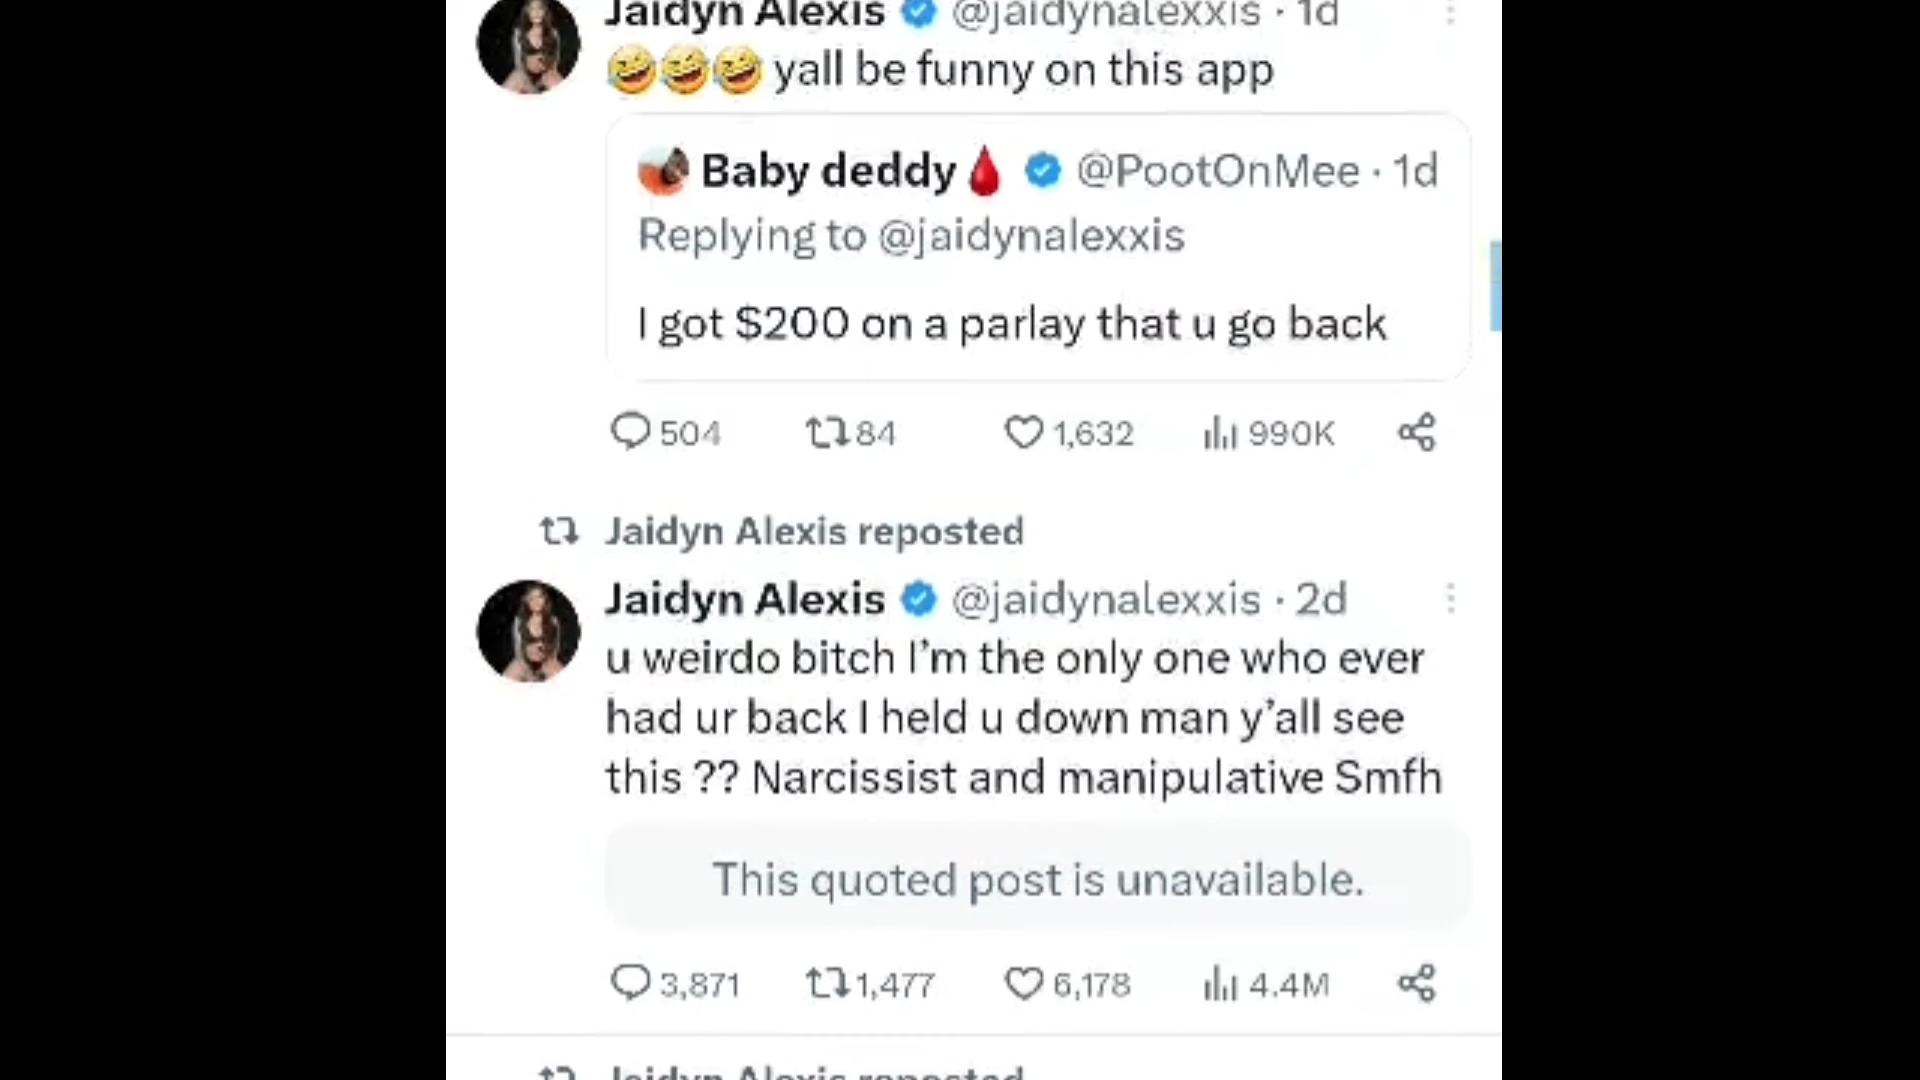 Jaidyn Alexis @jaidynalexxis · 1d
🤣🤣🤣 yall be funny on this app
Baby deddy🩸 @PootOnMee · 1d
Replying to @jaidynalexxis
I got $200 on a parlay that u go back
504 84 1,632 990K
Jaidyn Alexis reposted
Jaidyn Alexis @jaidynalexxis · 2d
u weirdo bitch I’m the only one who ever
had ur back I held u down man y’all see
this ?? Narcissist and manipulative Smfh
This quoted post is unavailable.
3,871 1,477 6,178 4.4M
Jaidyn Alexis reposted